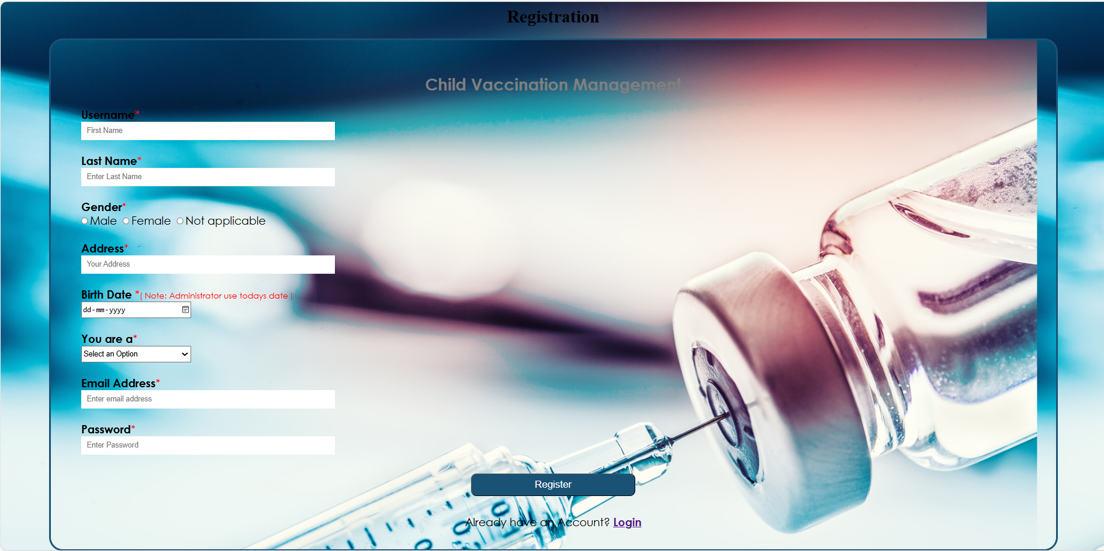 Registration
Child Vaccination Management
Username*
First Name
Last Name*
Enter Last Name
Gender*
Male Female Not applicable
Address*
Your Address
Birth Date *( Note: Administrator use todays date )
dd-mm-yyyy
You are a*
Select an Option
Email Address*
Enter email address
Password*
Enter Password
Register
Already have an Account? Login